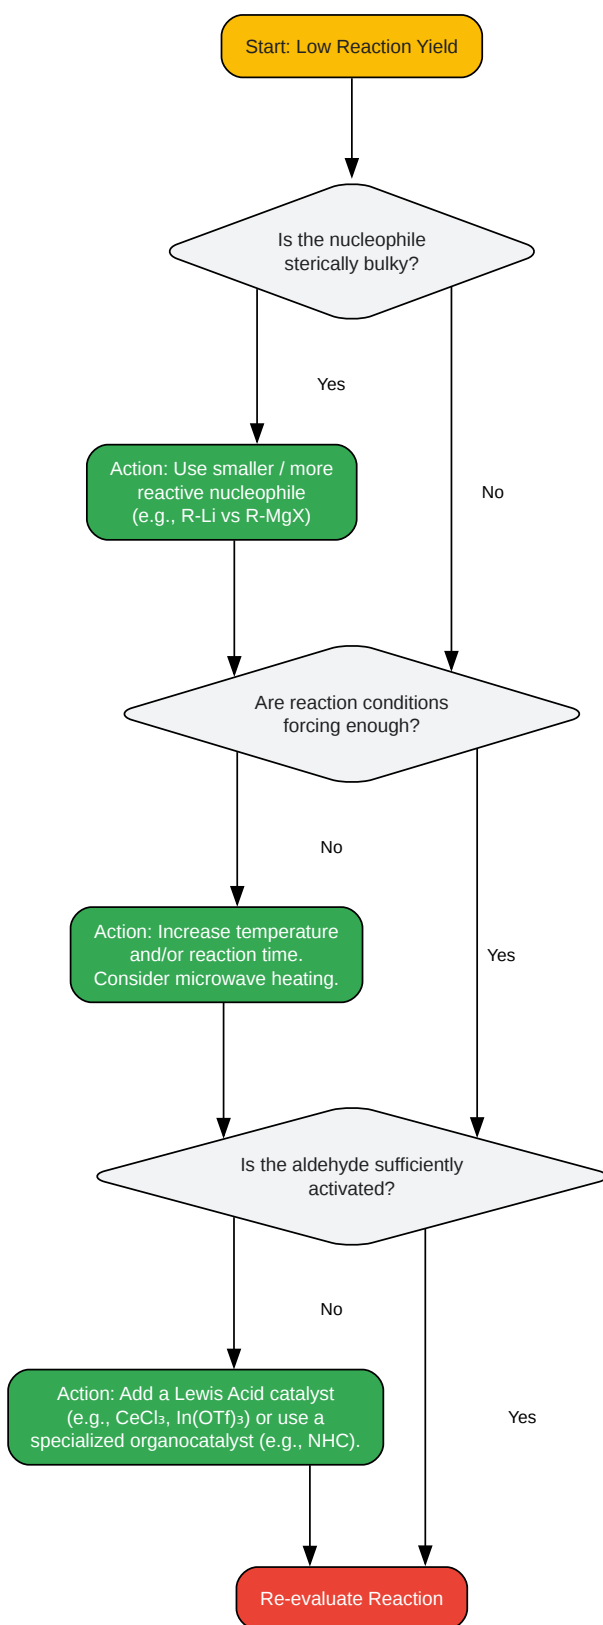 Start: Low Reaction Yield
Is the nucleophile
sterically bulky?
Yes
Action: Use smaller / more
reactive nucleophile
(e.g., R-Li vs R-MgX)
No
Are reaction conditions
forcing enough?
No
Action: Increase temperature
and/or reaction time.
Consider microwave heating.
Yes
Is the aldehyde sufficiently
activated?
No
Action: Add a Lewis Acid catalyst
(e.g., CeCl₃, In(OTf)₃) or use a
specialized organocatalyst (e.g., NHC).
Yes
Re-evaluate Reaction